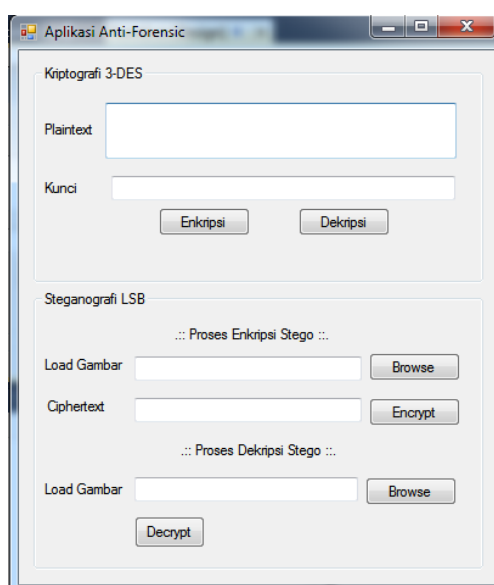 Aplikasi Anti-Forensic
Kriptografi 3-DES
Plaintext
Kunci
Enkripsi Dekripsi
Steganografi LSB
.:: Proses Enkripsi Stego ::.
Load Gambar Browse
Ciphertext Encrypt
.:: Proses Dekripsi Stego ::.
Load Gambar Browse
Decrypt